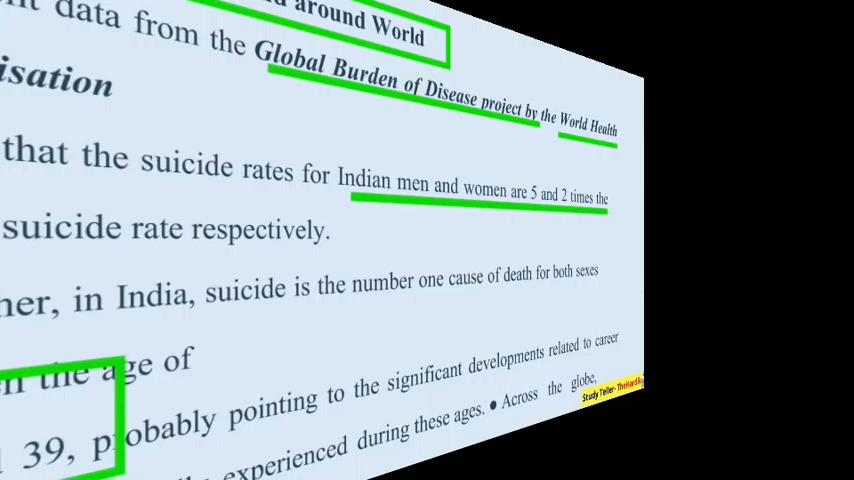 around World
data from the Global Burden of Disease project by the World Health
isation
that the suicide rates for Indian men and women are 5 and 2 times the
suicide rate respectively.
her, in India, suicide is the number one cause of death for both sexes
the age of
39, probably pointing to the significant developments related to career
experienced during these ages. ● Across the globe,
Study Teller- TheHard